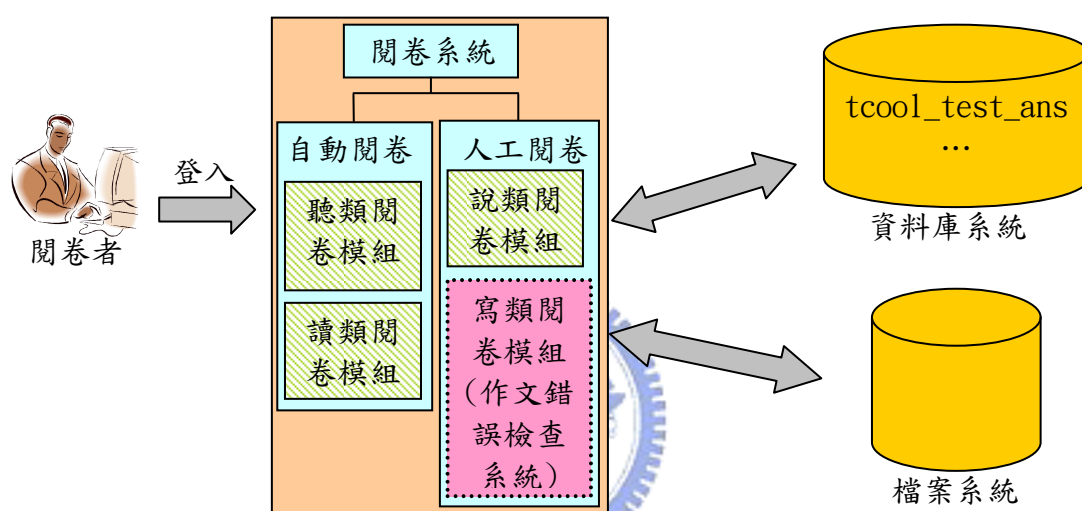 閱卷系統
自動閱卷
人工閱卷
聽類閱
卷模組
讀類閱
卷模組
說類閱
卷模組
寫類閱
卷模組
(作文錯
誤檢查
系統)
登入
閱卷者
tcool_test_ans
...
資料庫系統
檔案系統